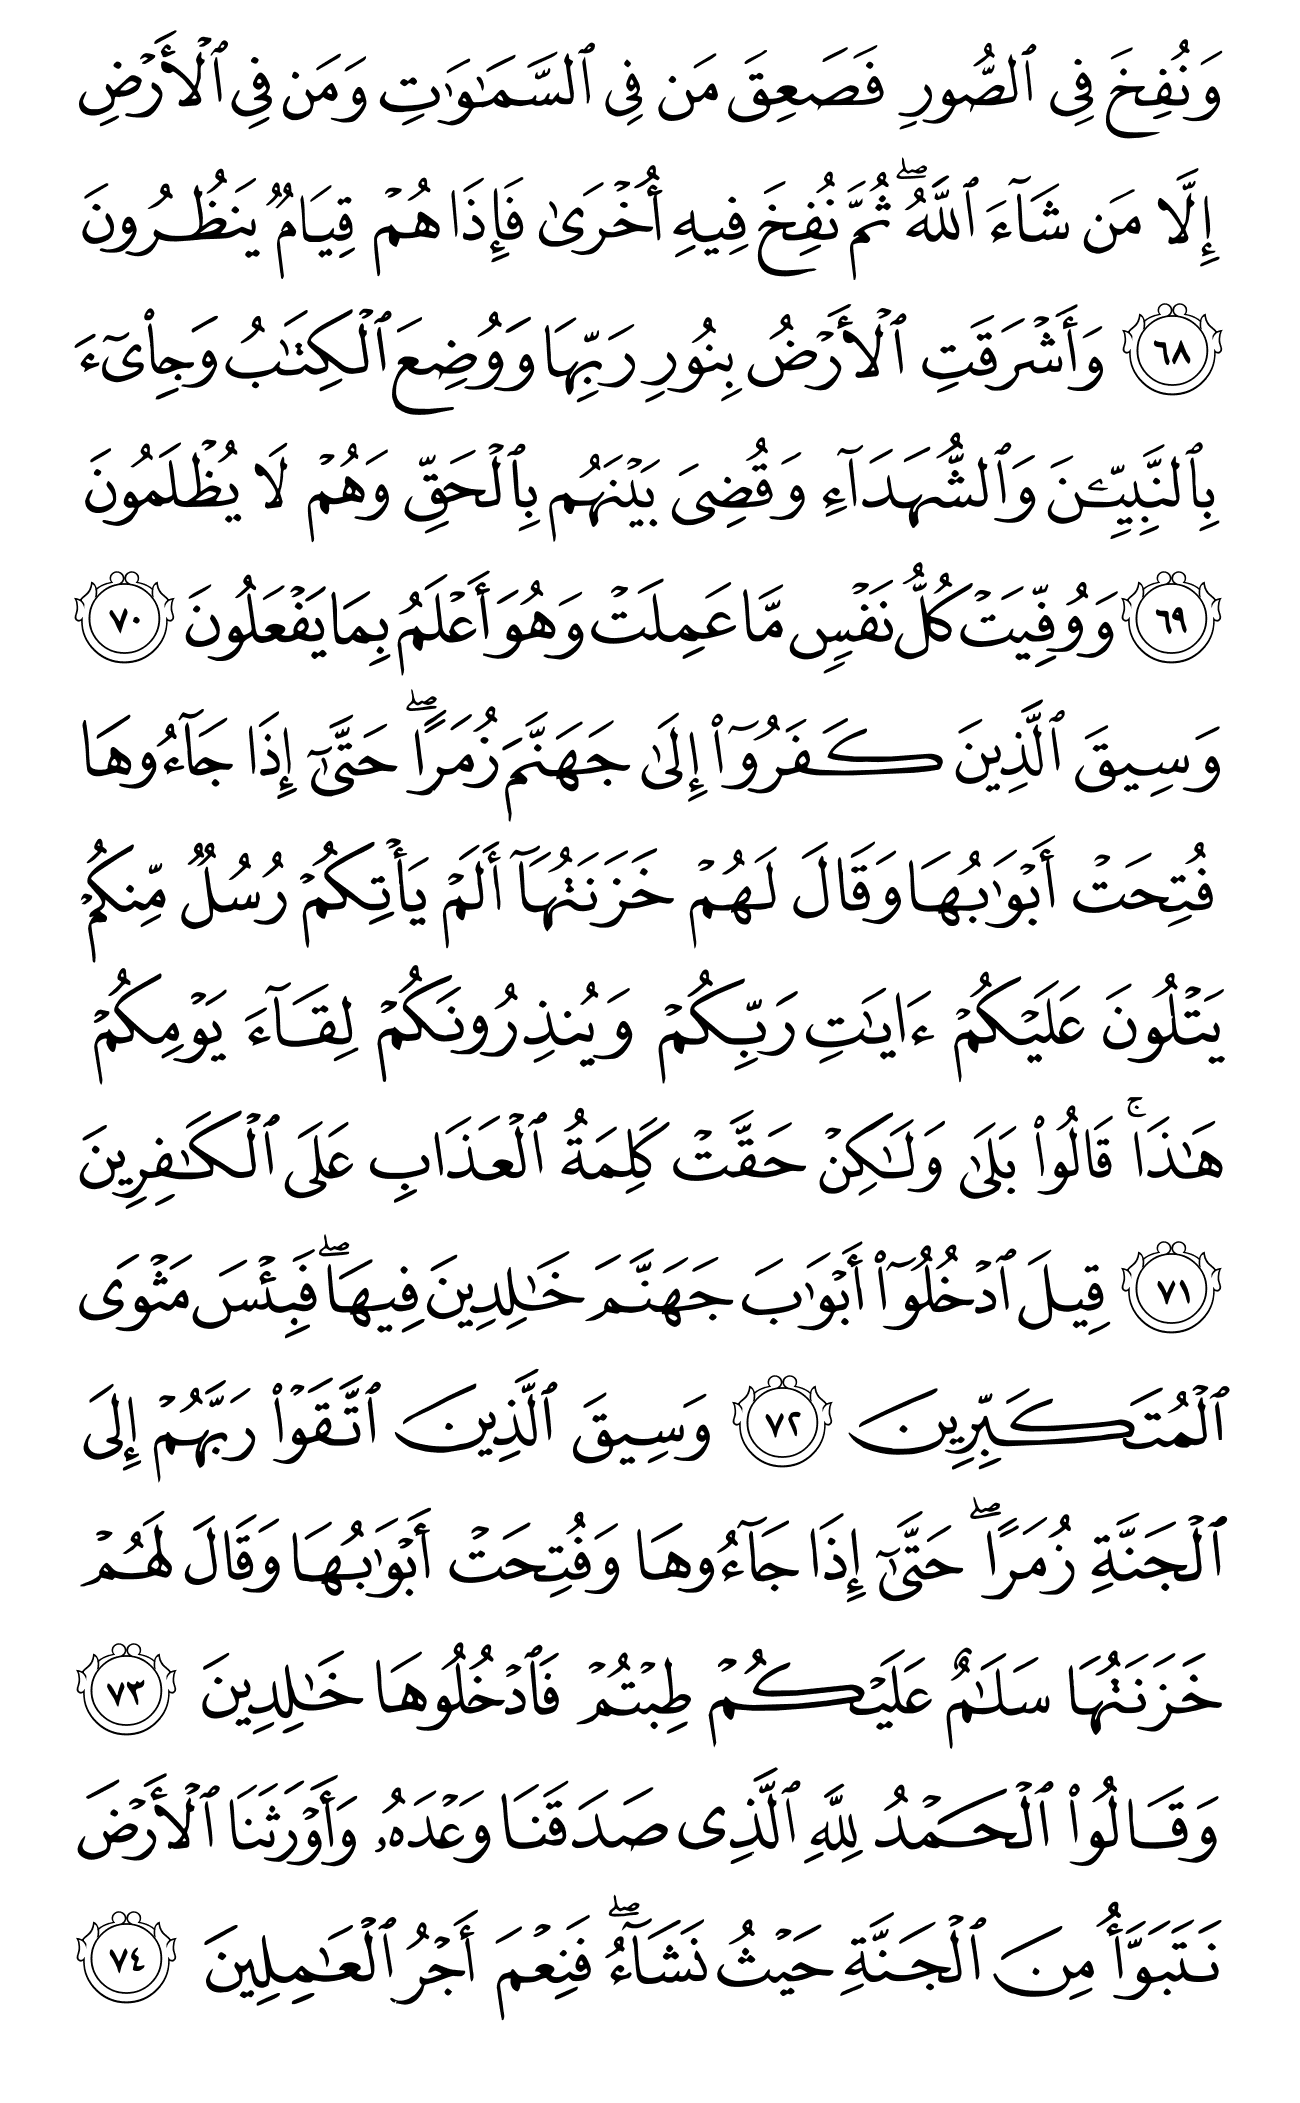 وَنُفِخَ فِى ٱلصُّورِ فَصَعِقَ مَن فِى ٱلسَّمَٰوَٰتِ وَمَن فِى ٱلْأَرْضِ
إِلَّا مَن شَآءَ ٱللَّهُ ۖ ثُمَّ نُفِخَ فِيهِ أُخْرَىٰ فَإِذَا هُمْ قِيَامٌ يَنظُرُونَ
٦٨ وَأَشْرَقَتِ ٱلْأَرْضُ بِنُورِ رَبِّهَا وَوُضِعَ ٱلْكِتَٰبُ وَجِا۟ىٓءَ
بِٱلنَّبِيِّـۧنَ وَٱلشُّهَدَآءِ وَقُضِىَ بَيْنَهُم بِٱلْحَقِّ وَهُمْ لَا يُظْلَمُونَ
٦٩ وَوُفِّيَتْ كُلُّ نَفْسٍ مَّا عَمِلَتْ وَهُوَ أَعْلَمُ بِمَا يَفْعَلُونَ ٧٠
وَسِيقَ ٱلَّذِينَ كَفَرُوٓا۟ إِلَىٰ جَهَنَّمَ زُمَرًا ۖ حَتَّىٰٓ إِذَا جَآءُوهَا
فُتِحَتْ أَبْوَٰبُهَا وَقَالَ لَهُمْ خَزَنَتُهَآ أَلَمْ يَأْتِكُمْ رُسُلٌ مِّنكُمْ
يَتْلُونَ عَلَيْكُمْ ءَايَٰتِ رَبِّكُمْ وَيُنذِرُونَكُمْ لِقَآءَ يَوْمِكُمْ
هَٰذَا ۚ قَالُوا۟ بَلَىٰ وَلَٰكِنْ حَقَّتْ كَلِمَةُ ٱلْعَذَابِ عَلَى ٱلْكَٰفِرِينَ
٧١ قِيلَ ٱدْخُلُوٓا۟ أَبْوَٰبَ جَهَنَّمَ خَٰلِدِينَ فِيهَا ۖ فَبِئْسَ مَثْوَى
ٱلْمُتَكَبِّرِينَ ٧٢ وَسِيقَ ٱلَّذِينَ ٱتَّقَوْا۟ رَبَّهُمْ إِلَى
ٱلْجَنَّةِ زُمَرًا ۖ حَتَّىٰٓ إِذَا جَآءُوهَا وَفُتِحَتْ أَبْوَٰبُهَا وَقَالَ لَهُمْ
خَزَنَتُهَا سَلَٰمٌ عَلَيْكُمْ طِبْتُمْ فَٱدْخُلُوهَا خَٰلِدِينَ ٧٣
وَقَالُوا۟ ٱلْحَمْدُ لِلَّهِ ٱلَّذِى صَدَقَنَا وَعْدَهُۥ وَأَوْرَثَنَا ٱلْأَرْضَ
نَتَبَوَّأُ مِنَ ٱلْجَنَّةِ حَيْثُ نَشَآءُ ۖ فَنِعْمَ أَجْرُ ٱلْعَٰمِلِينَ ٧٤